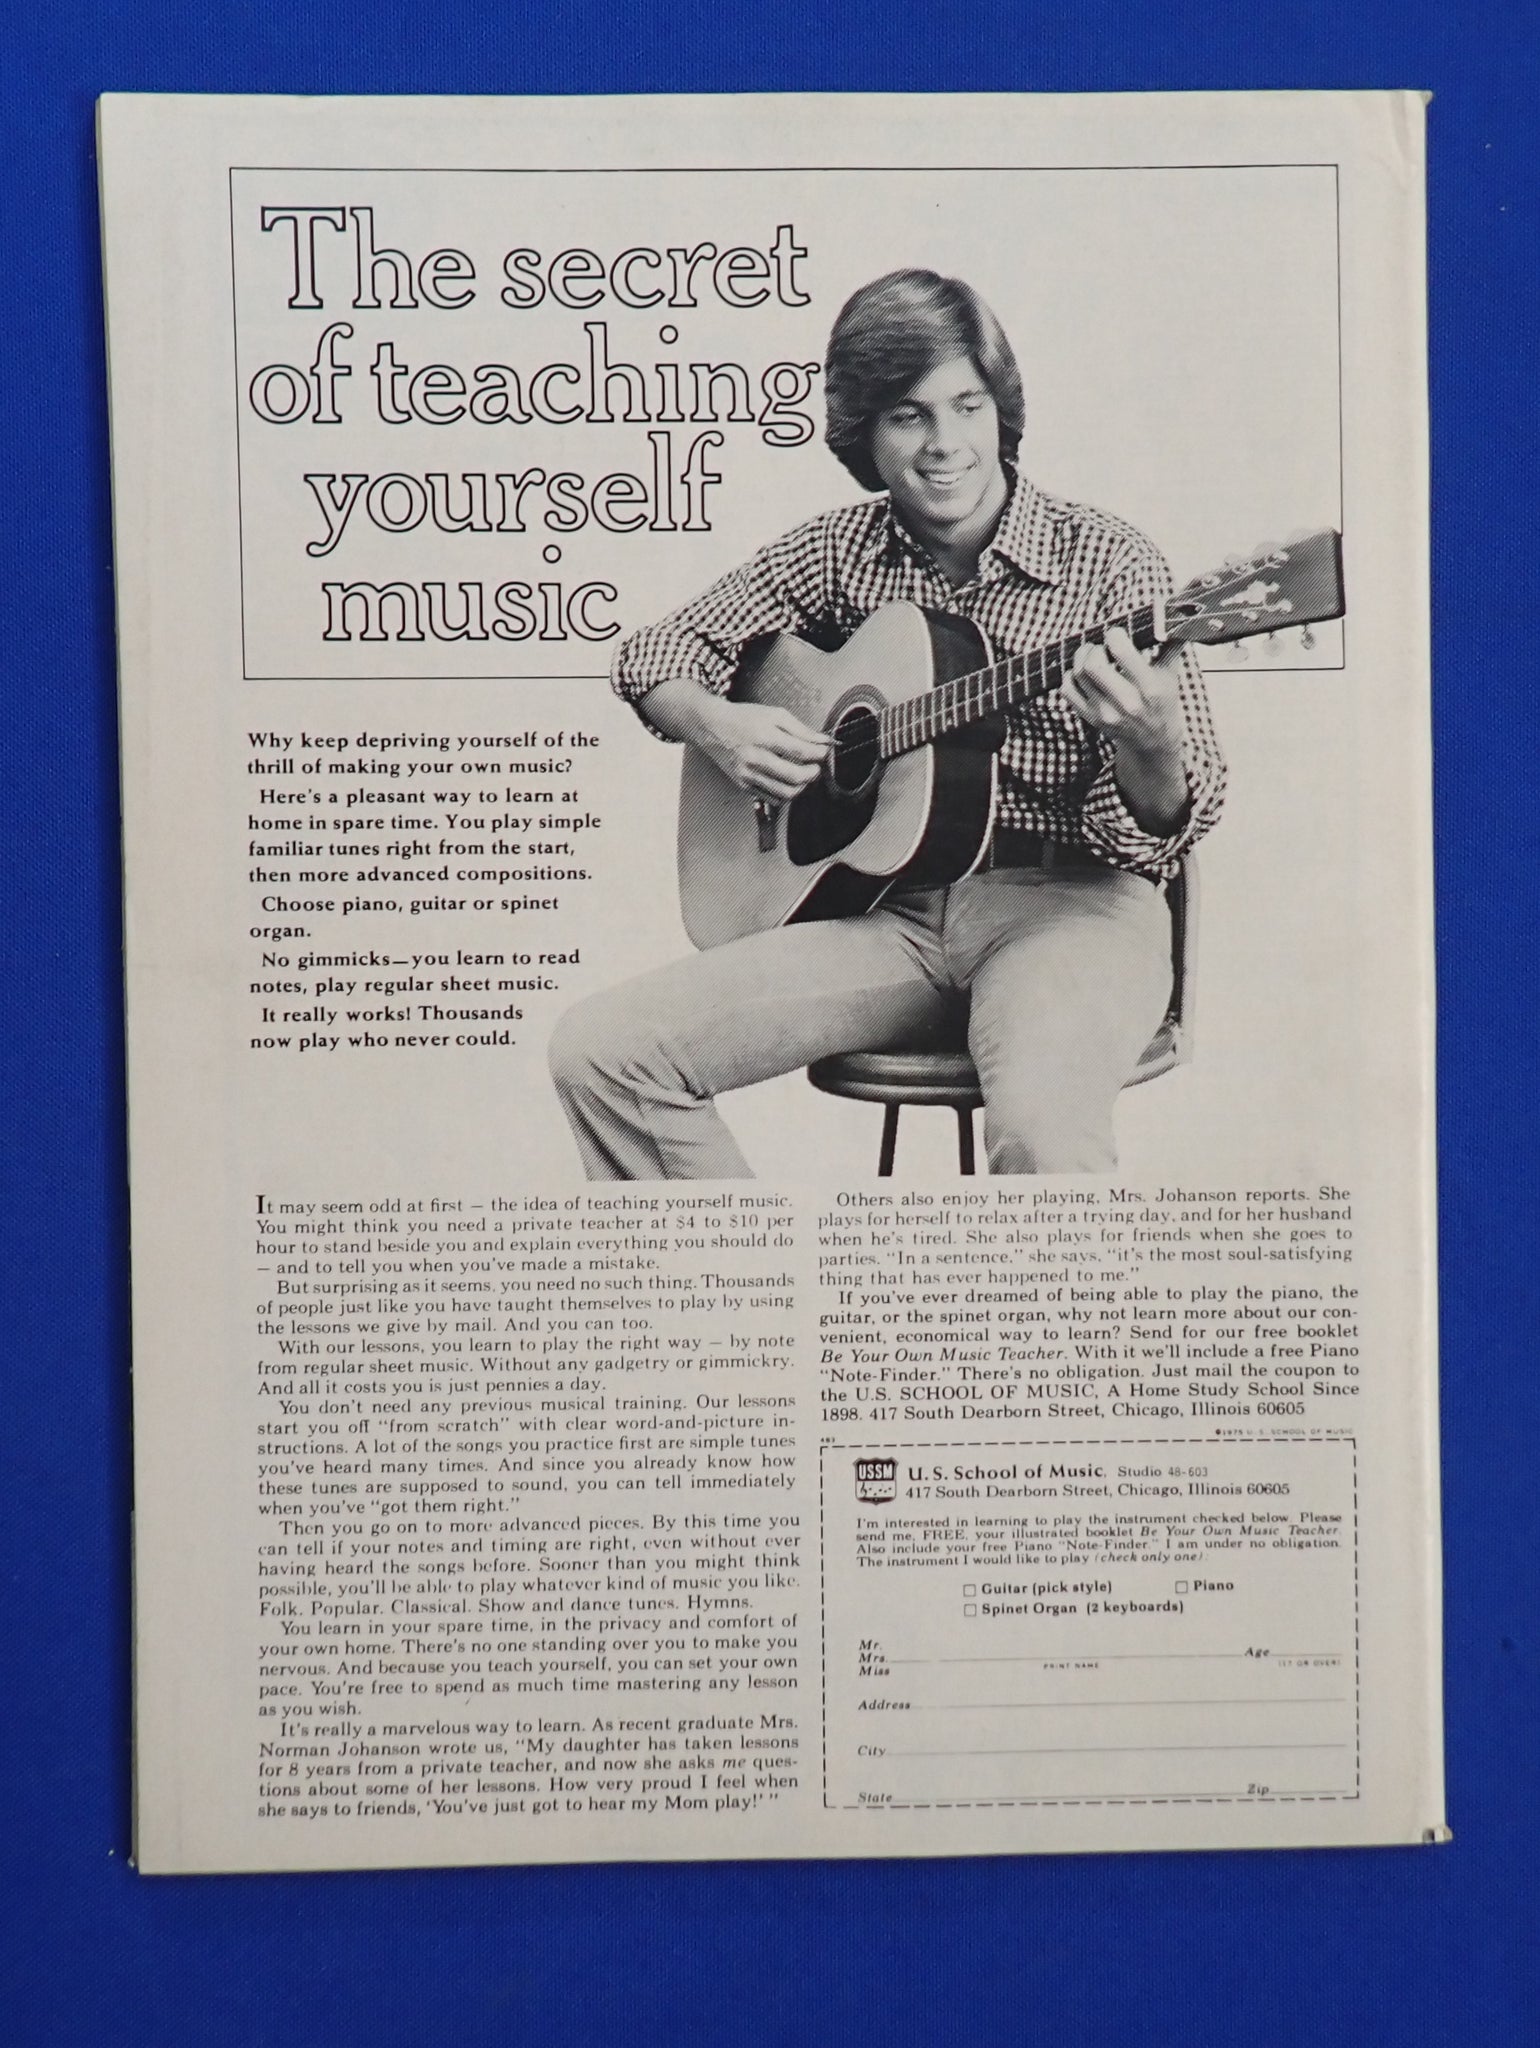 The secret
of teaching
yourself
music
Why keep depriving yourself of the
thrill of making your own music?
Here's a pleasant way to learn at
home in spare time. You play simple
familiar tunes right from the start,
then more advanced compositions.
Choose piano, guitar or spinet
organ.
No gimmicks—you learn to read
notes, play regular sheet music.
It really works! Thousands
now play who never could.
It may seem odd at first — the idea of teaching yourself music.
You might think you need a private teacher at $4 to $10 per
hour to stand beside you and explain everything you should do
— and to tell you when you've made a mistake.
But surprising as it seems, you need no such thing. Thousands
of people just like you have taught themselves to play by using
the lessons we give by mail. And you can too.
With our lessons, you learn to play the right way — by note
from regular sheet music. Without any gadgetry or gimmickry.
And all it costs you is just pennies a day.
You don't need any previous musical training. Our lessons
start you off "from scratch" with clear word-and-picture in-
structions. A lot of the songs you practice first are simple tunes
you've heard many times. And since you already know how
these tunes are supposed to sound, you can tell immediately
when you've "got them right."
Then you go on to more advanced pieces. By this time you
can tell if your notes and timing are right, even without ever
having heard the songs before. Sooner than you might think
possible, you'll be able to play whatever kind of music you like.
Folk. Popular. Classical. Show and dance tunes. Hymns.
You learn in your spare time, in the privacy and comfort of
your own home. There's no one standing over you to make you
nervous. And because you teach yourself, you can set your own
pace. You're free to spend as much time mastering any lesson
as you wish.
It's really a marvelous way to learn. As recent graduate Mrs.
Norman Johanson wrote us, "My daughter has taken lessons
for 8 years from a private teacher, and now she asks me ques-
tions about some of her lessons. How very proud I feel when
she says to friends, 'You've just got to hear my Mom play!' "
Others also enjoy her playing, Mrs. Johanson reports. She
plays for herself to relax after a trying day, and for her husband
when he's tired. She also plays for friends when she goes to
parties. "In a sentence," she says, "it's the most soul-satisfying
thing that has ever happened to me."
If you've ever dreamed of being able to play the piano, the
guitar, or the spinet organ, why not learn more about our con-
venient, economical way to learn? Send for our free booklet
Be Your Own Music Teacher. With it we'll include a free Piano
"Note-Finder." There's no obligation. Just mail the coupon to
the U.S. SCHOOL OF MUSIC, A Home Study School Since
1898. 417 South Dearborn Street, Chicago, Illinois 60605
©1975 U.S. SCHOOL OF MUSIC
USSM
U.S. School of Music, Studio 48-603
417 South Dearborn Street, Chicago, Illinois 60605
I'm interested in learning to play the instrument checked below. Please
send me, FREE, your illustrated booklet Be Your Own Music Teacher.
Also include your free Piano "Note-Finder." I am under no obligation.
The instrument I would like to play (check only one):
Guitar (pick style) Piano
Spinet Organ (2 keyboards)
Mr.
Mrs. Age
Miss PRINT NAME (17 OR OVER)
Address
City
State Zip